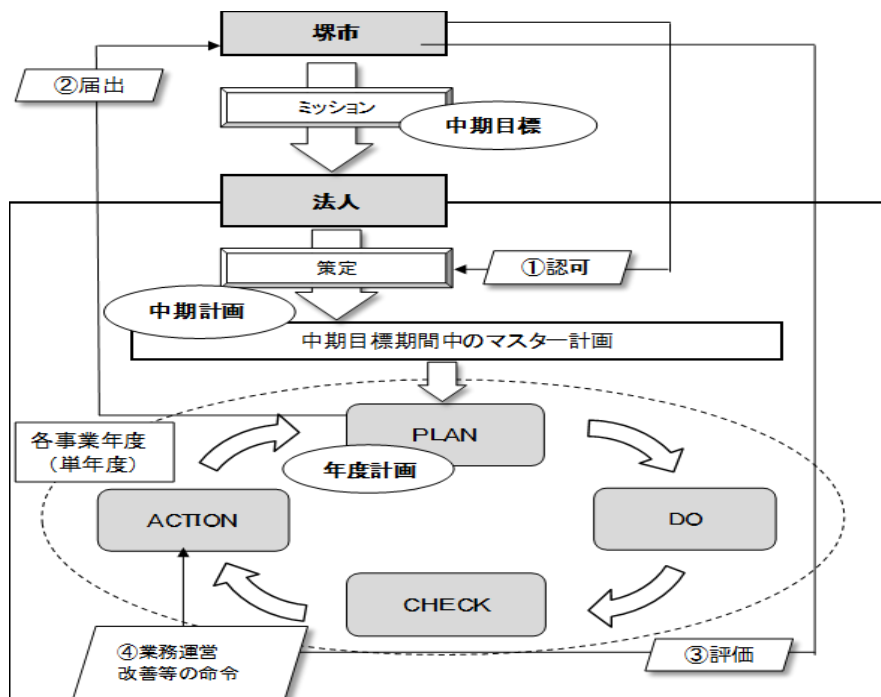 堺市
②届出
ミッション
中期目標
法人
策定
①認可
中期計画
中期目標期間中のマスター計画
各事業年度
（単年度）
PLAN
年度計画
ACTION
DO
CHECK
④業務運営
改善等の命令
③評価